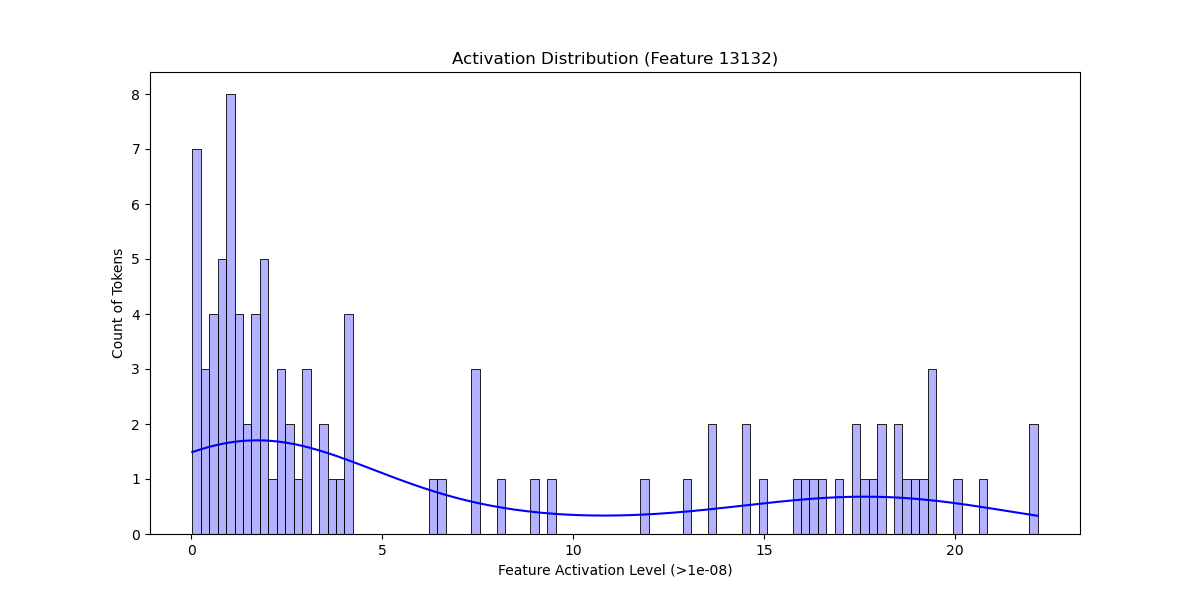 Activation Distribution (Feature 13132)
8
7
6
5
4
3
2
1
0
Count of Tokens
0 5 10 15 20
Feature Activation Level (>1e-08)